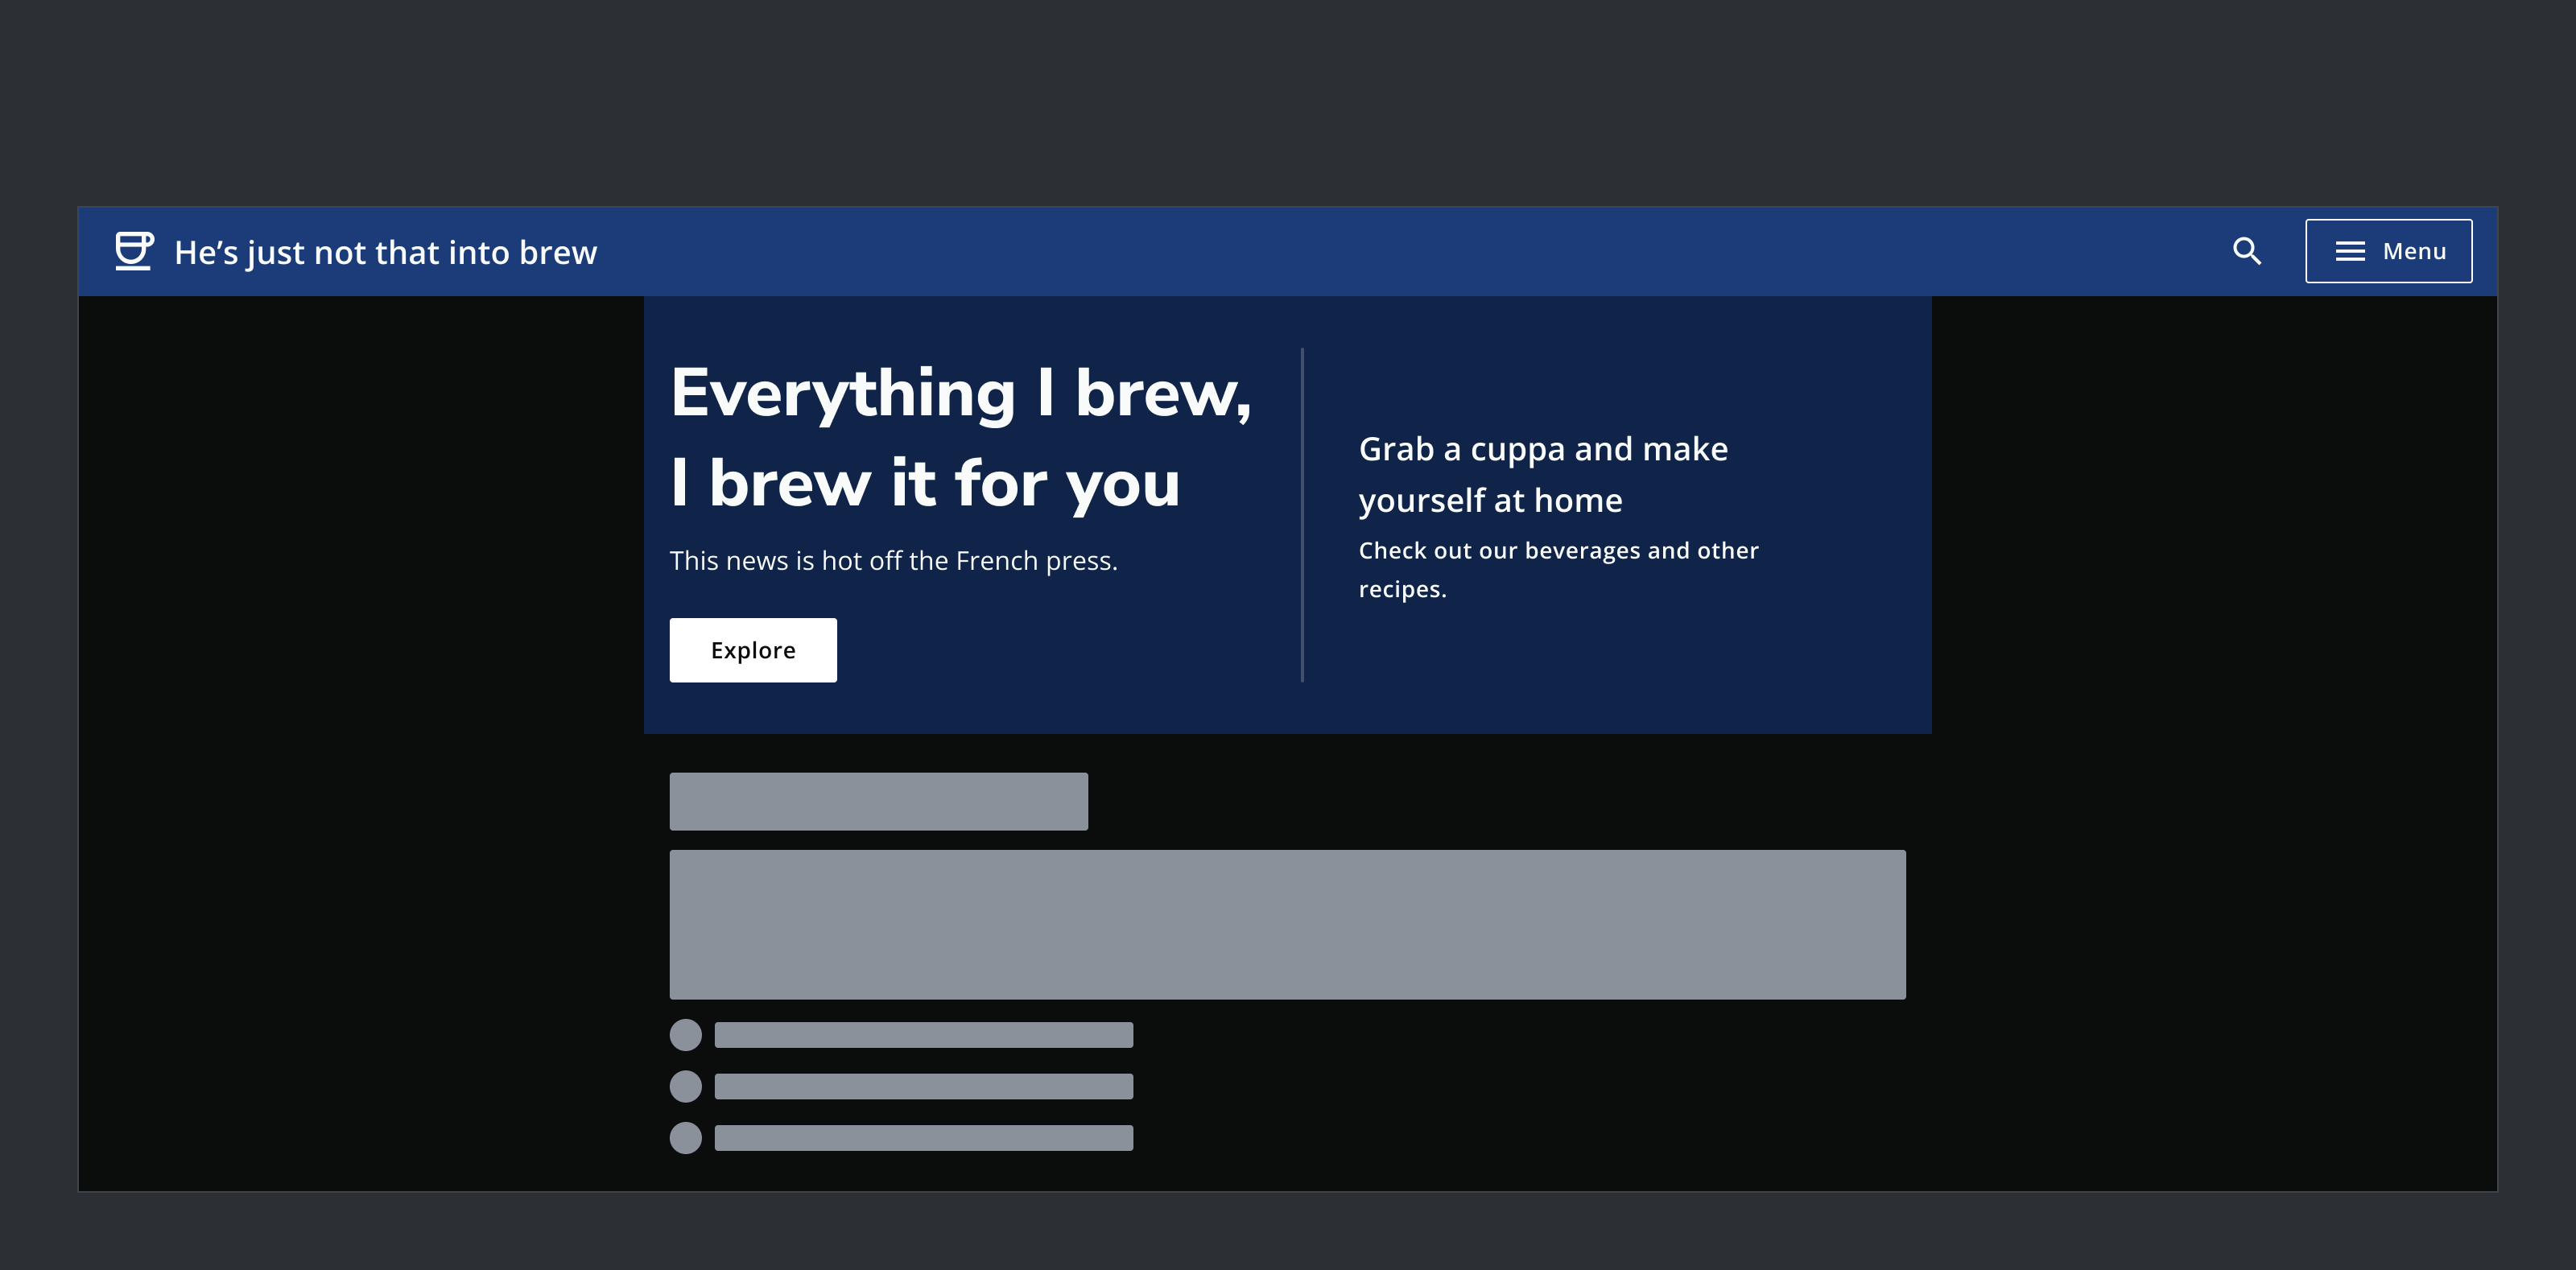 He’s just not that into brew
Menu
Everything I brew,
I brew it for you
This news is hot off the French press.
Explore
Grab a cuppa and make
yourself at home
Check out our beverages and other
recipes.